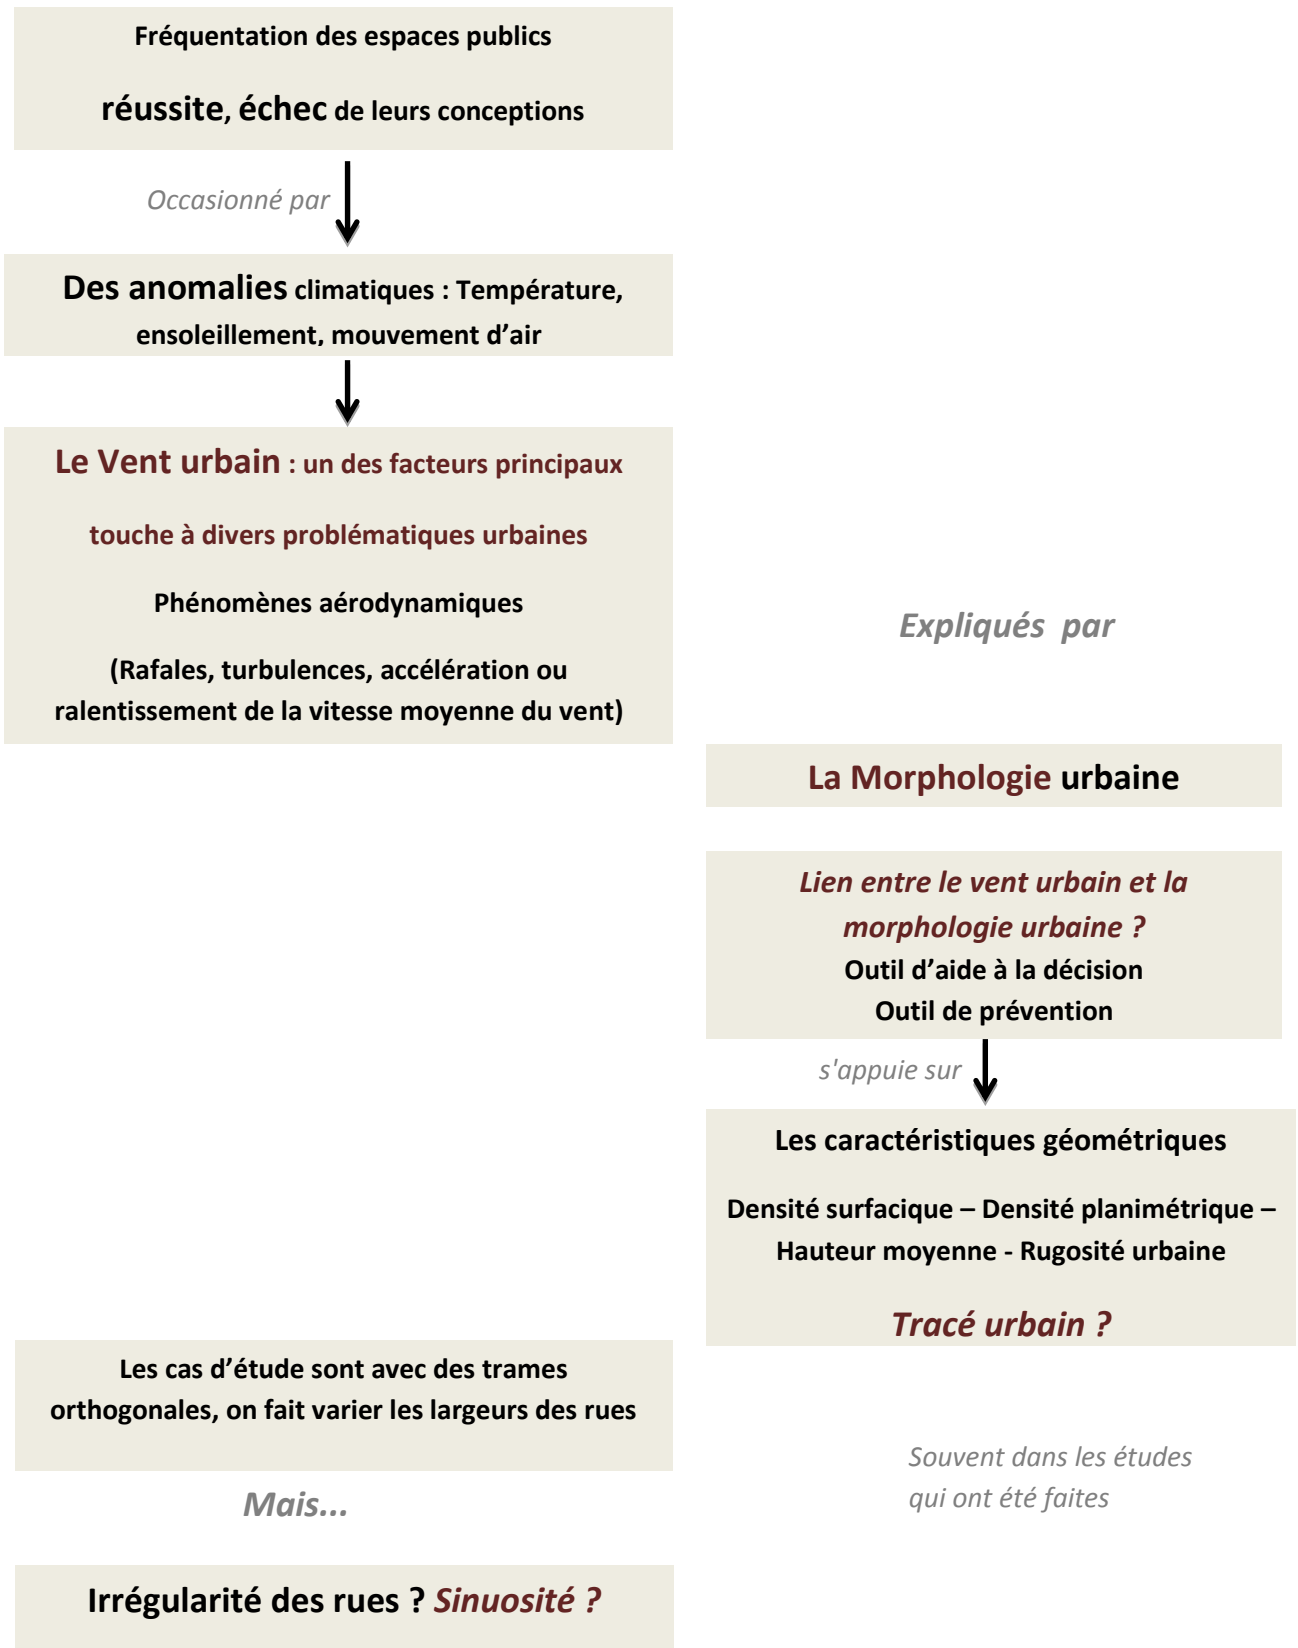 Fréquentation des espaces publics
réussite, échec de leurs conceptions
Occasionné par
Des anomalies climatiques : Température,
ensoleillement, mouvement d’air
Le Vent urbain : un des facteurs principaux
touche à divers problématiques urbaines
Phénomènes aérodynamiques
(Rafales, turbulences, accélération ou
ralentissement de la vitesse moyenne du vent)
Expliqués par
La Morphologie urbaine
Lien entre le vent urbain et la
morphologie urbaine ?
Outil d’aide à la décision
Outil de prévention
s'appuie sur
Les caractéristiques géométriques
Densité surfacique – Densité planimétrique –
Hauteur moyenne - Rugosité urbaine
Tracé urbain ?
Souvent dans les études
qui ont été faites
Les cas d’étude sont avec des trames
orthogonales, on fait varier les largeurs des rues
Mais...
Irrégularité des rues ? Sinuosité ?